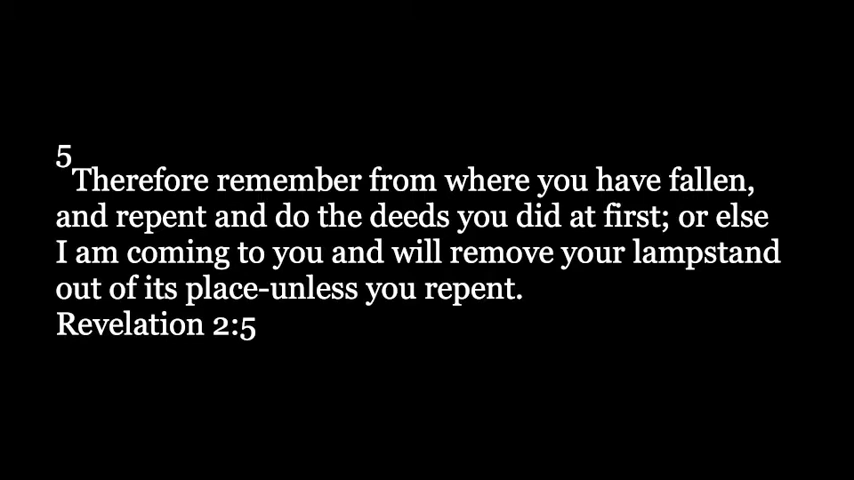 5
Therefore remember from where you have fallen,
and repent and do the deeds you did at first; or else
I am coming to you and will remove your lampstand
out of its place-unless you repent.
Revelation 2:5